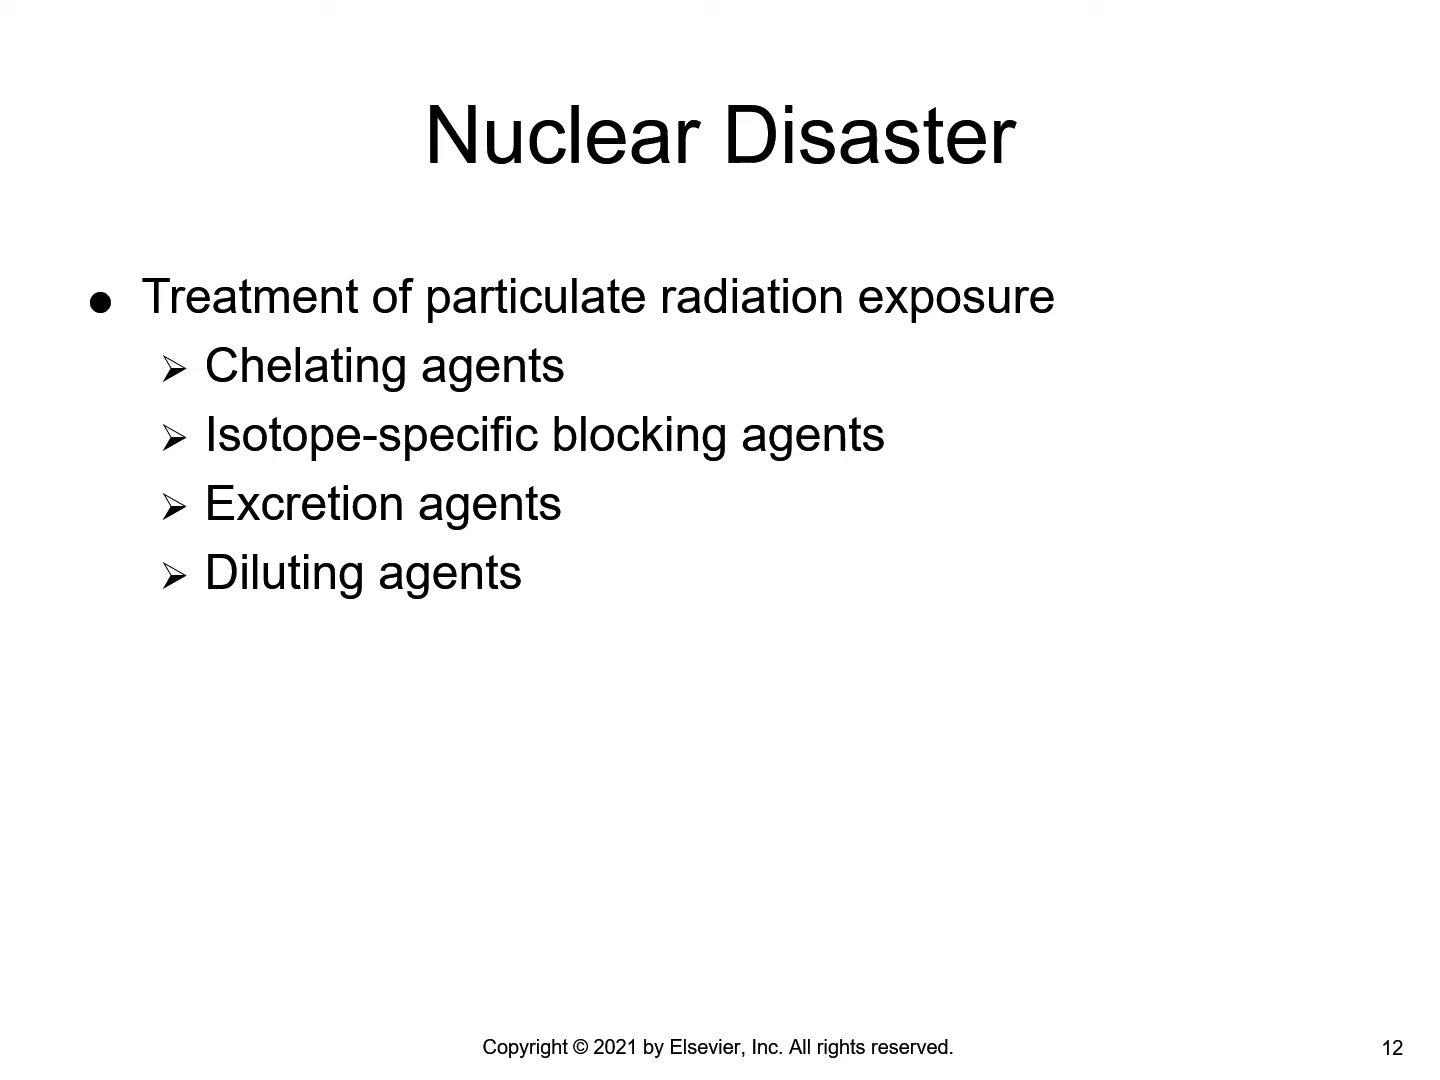 Nuclear Disaster
● Treatment of particulate radiation exposure
➢ Chelating agents
➢ Isotope-specific blocking agents
➢ Excretion agents
➢ Diluting agents
Copyright © 2021 by Elsevier, Inc. All rights reserved.
12